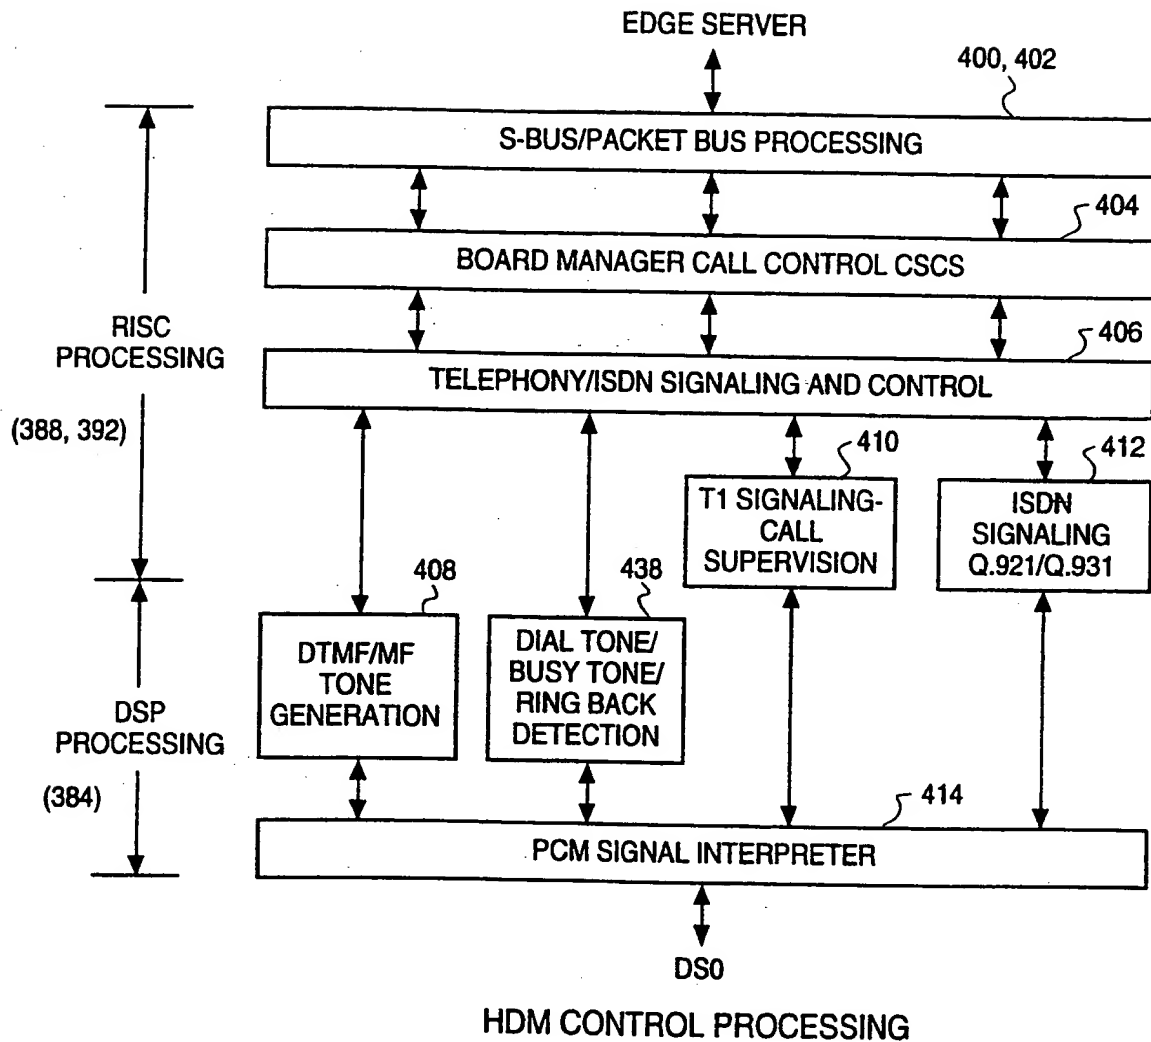 EDGE SERVER
400, 402
S-BUS/PACKET BUS PROCESSING
404
BOARD MANAGER CALL CONTROL CSCS
RISC
PROCESSING
(388, 392)
406
TELEPHONY/ISDN SIGNALING AND CONTROL
410
T1 SIGNALING-
CALL
SUPERVISION
412
ISDN
SIGNALING
Q.921/Q.931
408
DTMF/MF
TONE
GENERATION
438
DIAL TONE/
BUSY TONE/
RING BACK
DETECTION
DSP
PROCESSING
(384)
414
PCM SIGNAL INTERPRETER
DS0
HDM CONTROL PROCESSING